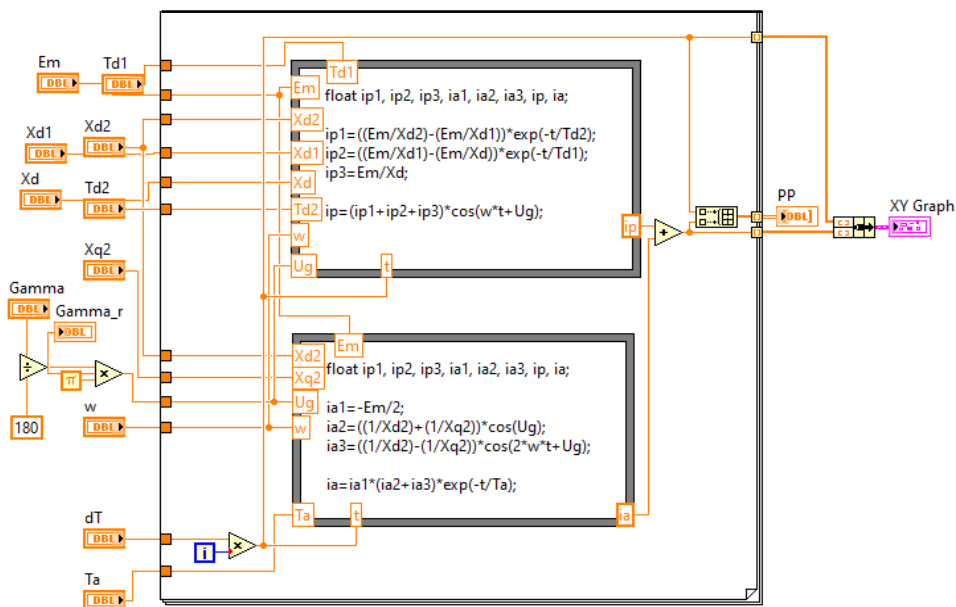 Em
DBL
Td1
DBL
Xd1
DBL
Xd2
DBL
Xd
DBL
Td2
DBL
Xq2
DBL
Gamma
DBL
Gamma_r
DBL
÷
π
×
180
w
DBL
dT
DBL
i
×
Ta
DBL
Td1
Em
Xd2
Xd1
Xd
Td2
w
Ug
t
ip
float ip1, ip2, ip3, ia1, ia2, ia3, ip, ia;
ip1=((Em/Xd2)-(Em/Xd1))*exp(-t/Td2);
ip2=((Em/Xd1)-(Em/Xd))*exp(-t/Td1);
ip3=Em/Xd;
ip=(ip1+ip2+ip3)*cos(w*t+Ug);
Em
Xd2
Xq2
Ug
w
Ta
t
ia
float ip1, ip2, ip3, ia1, ia2, ia3, ip, ia;
ia1=-Em/2;
ia2=((1/Xd2)+(1/Xq2))*cos(Ug);
ia3=((1/Xd2)-(1/Xq2))*cos(2*w*t+Ug);
ia=ia1*(ia2+ia3)*exp(-t/Ta);
+
PP
DBL]
XY Graph